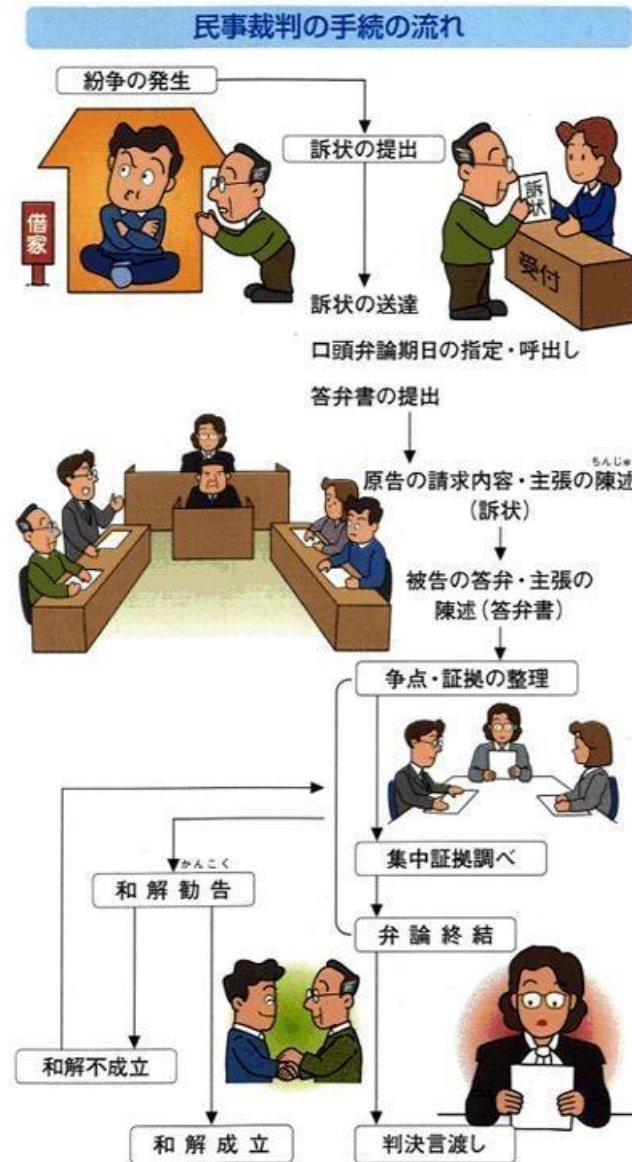 民事裁判の手続の流れ
紛争の発生
訴状の提出
借家
訴状
受付
訴状の送達
口頭弁論期日の指定・呼出し
答弁書の提出
ちんじゅつ
原告の請求内容・主張の陳述
(訴状)
被告の答弁・主張の
陳述(答弁書)
争点・証拠の整理
集中証拠調べ
かんこく
和解勧告
弁論終結
和解不成立
和解成立
判決言渡し